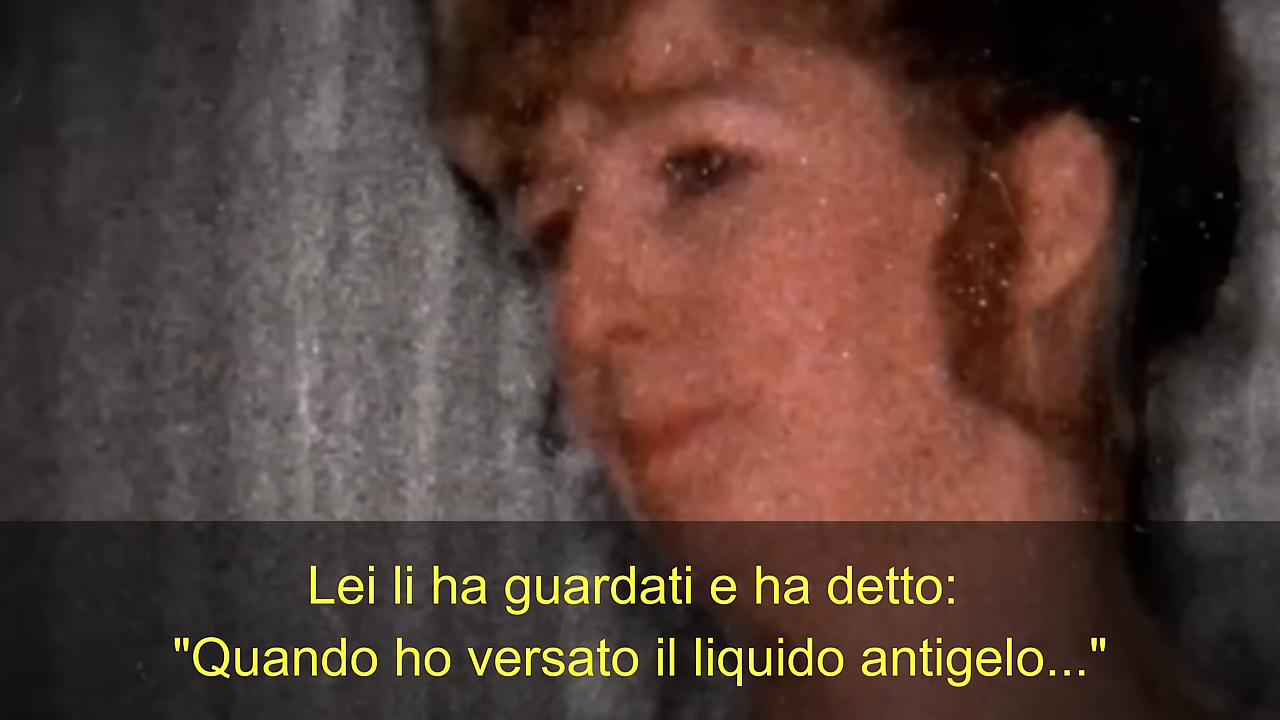 Lei li ha guardati e ha detto:
"Quando ho versato il liquido antigelo..."